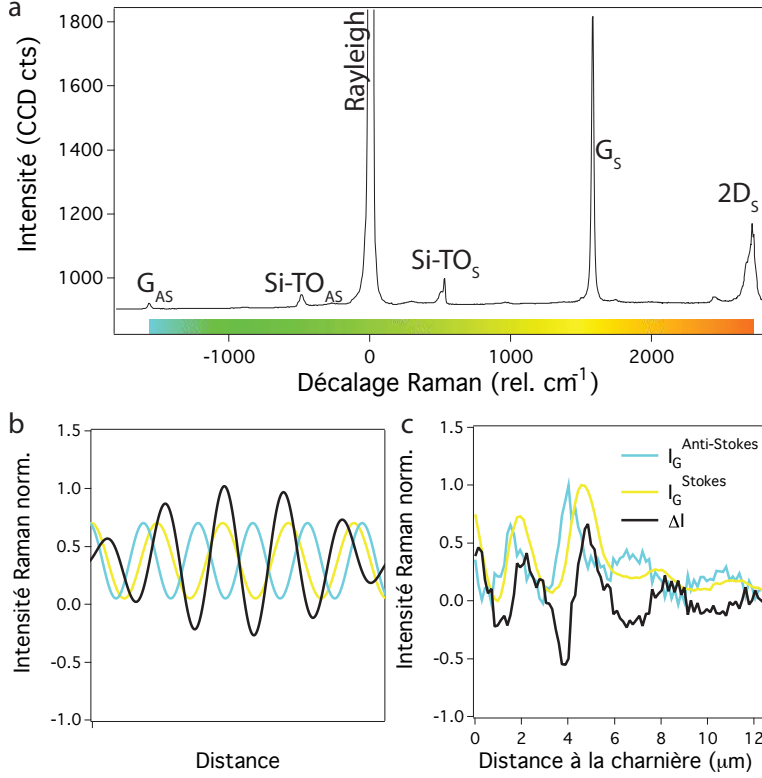 a
Intensité (CCD cts)
1800
1600
1400
1200
1000
Rayleigh
G_S
2D_S
Si-TO_S
Si-TO_AS
G_AS
-1000
0
1000
2000
Décalage Raman (rel. cm⁻¹)
b
Intensité Raman norm.
1.5
1.0
0.5
0.0
-0.5
-1.0
Distance
c
Intensité Raman norm.
1.5
1.0
0.5
0.0
-0.5
-1.0
I_G^Anti-Stokes
I_G^Stokes
ΔI
0
2
4
6
8
10
12
Distance à la charnière (μm)